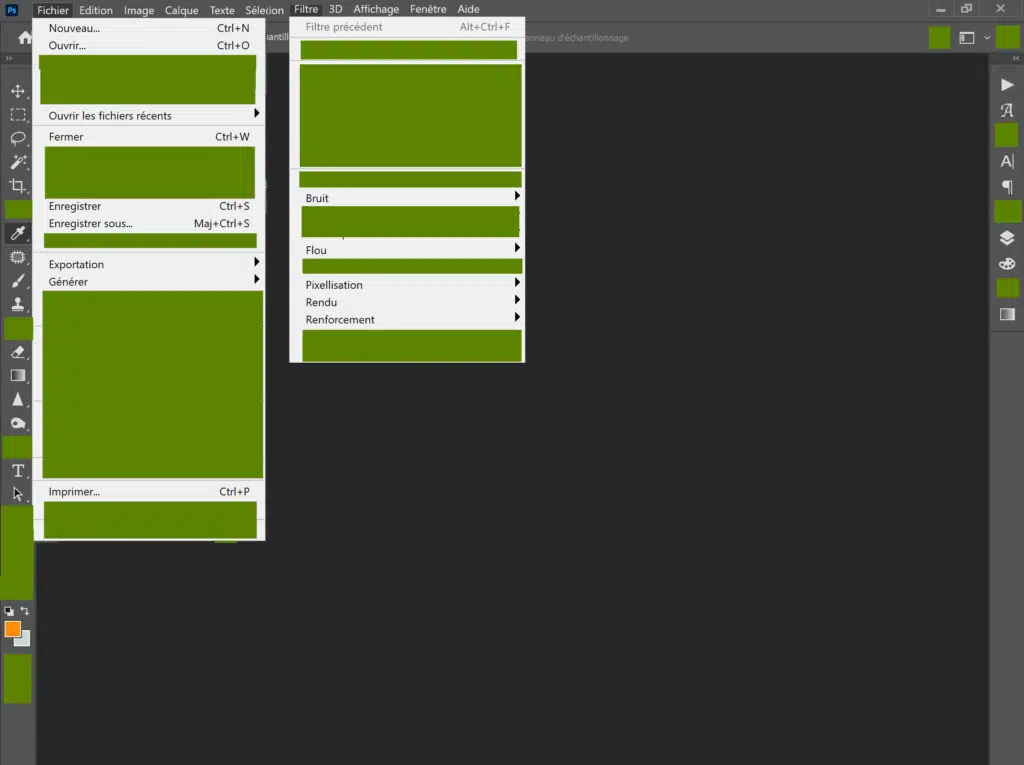 Ps Fichier Edition Image Calque Texte Sélection Filtre 3D Affichage Fenêtre Aide
Nouveau... Ctrl+N
Ouvrir... Ctrl+O
Ouvrir les fichiers récents
Fermer Ctrl+W
Enregistrer Ctrl+S
Enregistrer sous... Maj+Ctrl+S
Exportation
Générer
Imprimer... Ctrl+P
Filtre précédent Alt+Ctrl+F
Bruit
Flou
Pixellisation
Rendu
Renforcement
d'échantillonnage